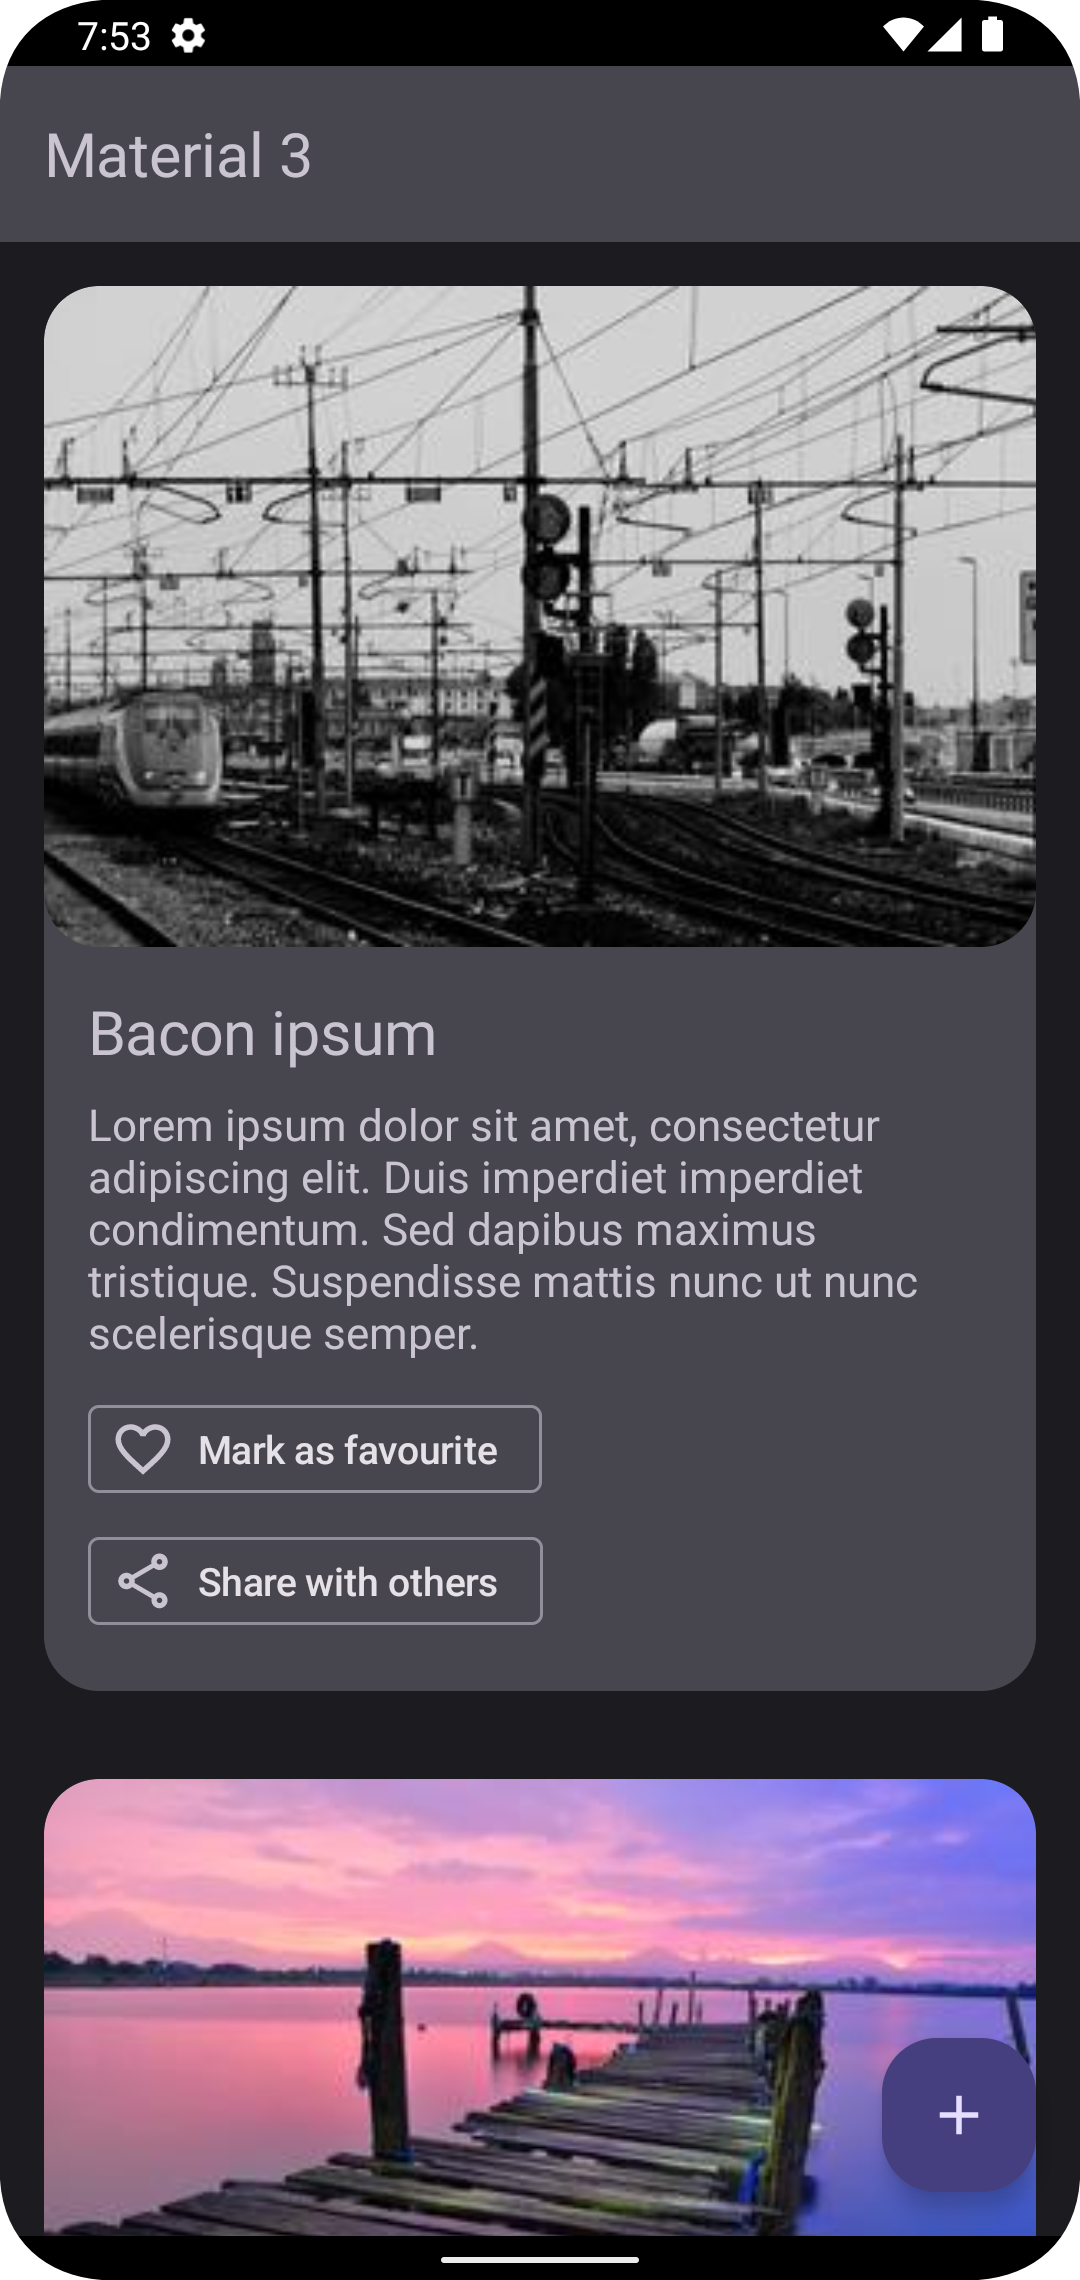 7:53
Material 3
Bacon ipsum
Lorem ipsum dolor sit amet, consectetur
adipiscing elit. Duis imperdiet imperdiet
condimentum. Sed dapibus maximus
tristique. Suspendisse mattis nunc ut nunc
scelerisque semper.
Mark as favourite
Share with others